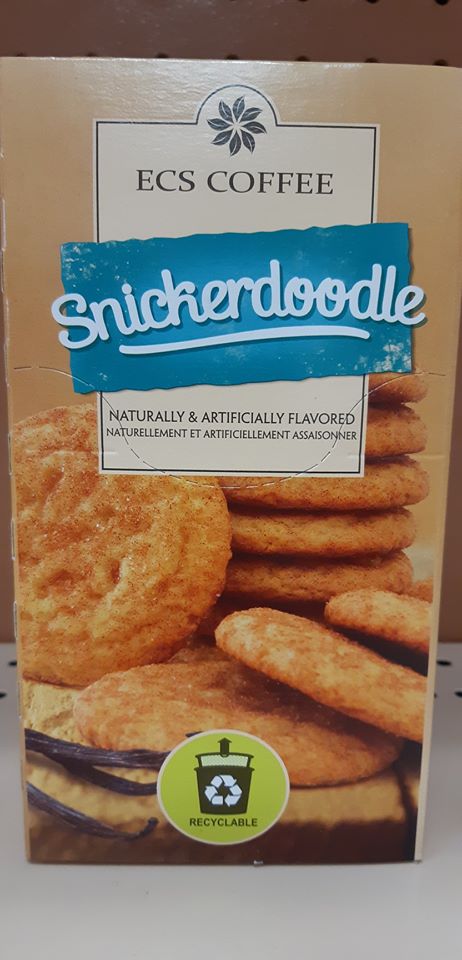 ECS COFFEE
Snickerdoodle
NATURALLY & ARTIFICIALLY FLAVORED
NATURELLEMENT ET ARTIFICIELLEMENT ASSAISONNER
RECYCLABLE